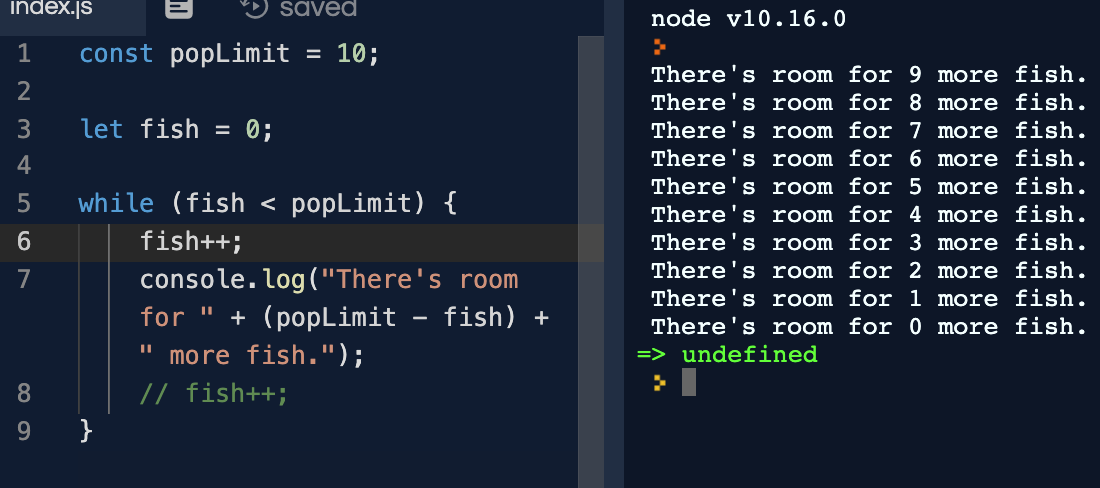 index.js
saved
1 const popLimit = 10;
2
3 let fish = 0;
4
5 while (fish < popLimit) {
6 fish++;
7 console.log("There's room
for " + (popLimit - fish) +
" more fish.");
8 // fish++;
9 }
node v10.16.0
There's room for 9 more fish.
There's room for 8 more fish.
There's room for 7 more fish.
There's room for 6 more fish.
There's room for 5 more fish.
There's room for 4 more fish.
There's room for 3 more fish.
There's room for 2 more fish.
There's room for 1 more fish.
There's room for 0 more fish.
=> undefined